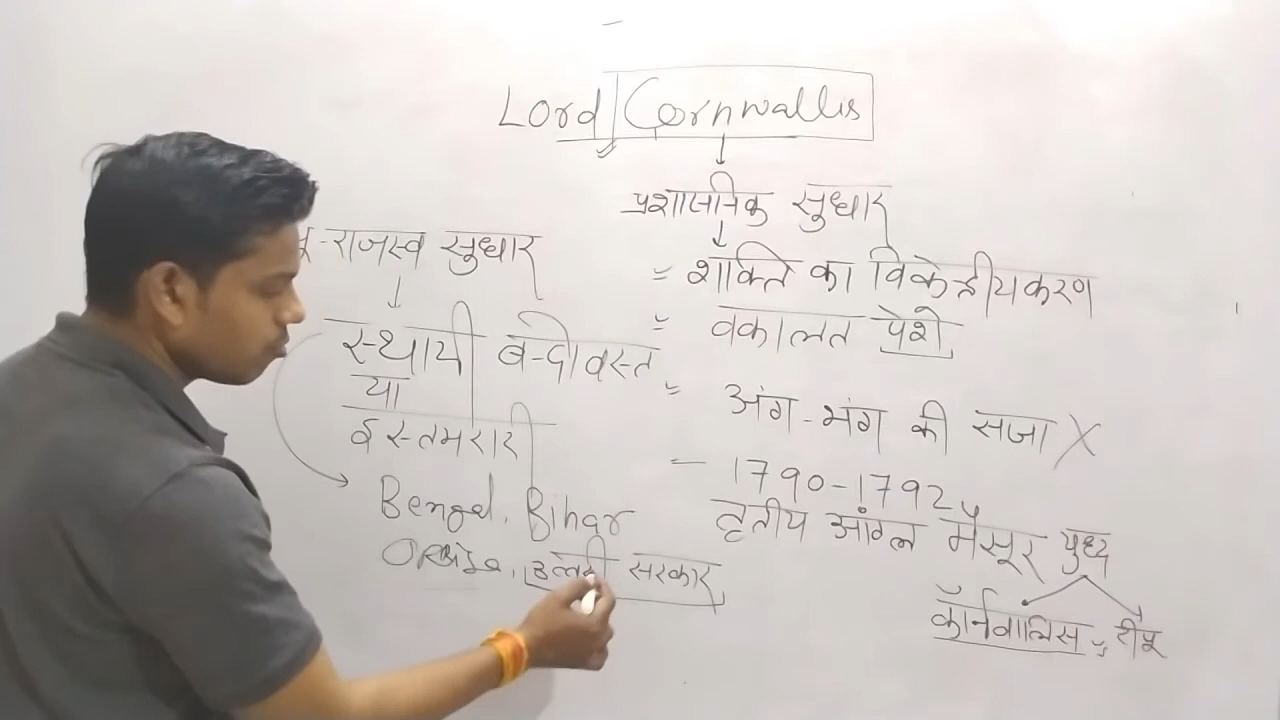 Lord Cornwallis
प्रशासनिक सुधार
= शक्ति का विकेन्द्रीयकरण
= वकालत पेशे
= अंग-भंग की सजा X
- 1790-1792
तृतीय आंग्ल मैसूर युध्द
कॉर्नवालिस = टीपू
भू-राजस्व सुधार
स्थायी बन्दोवस्त
या
इस्तमरारी
Bengal, Bihar
सरकार